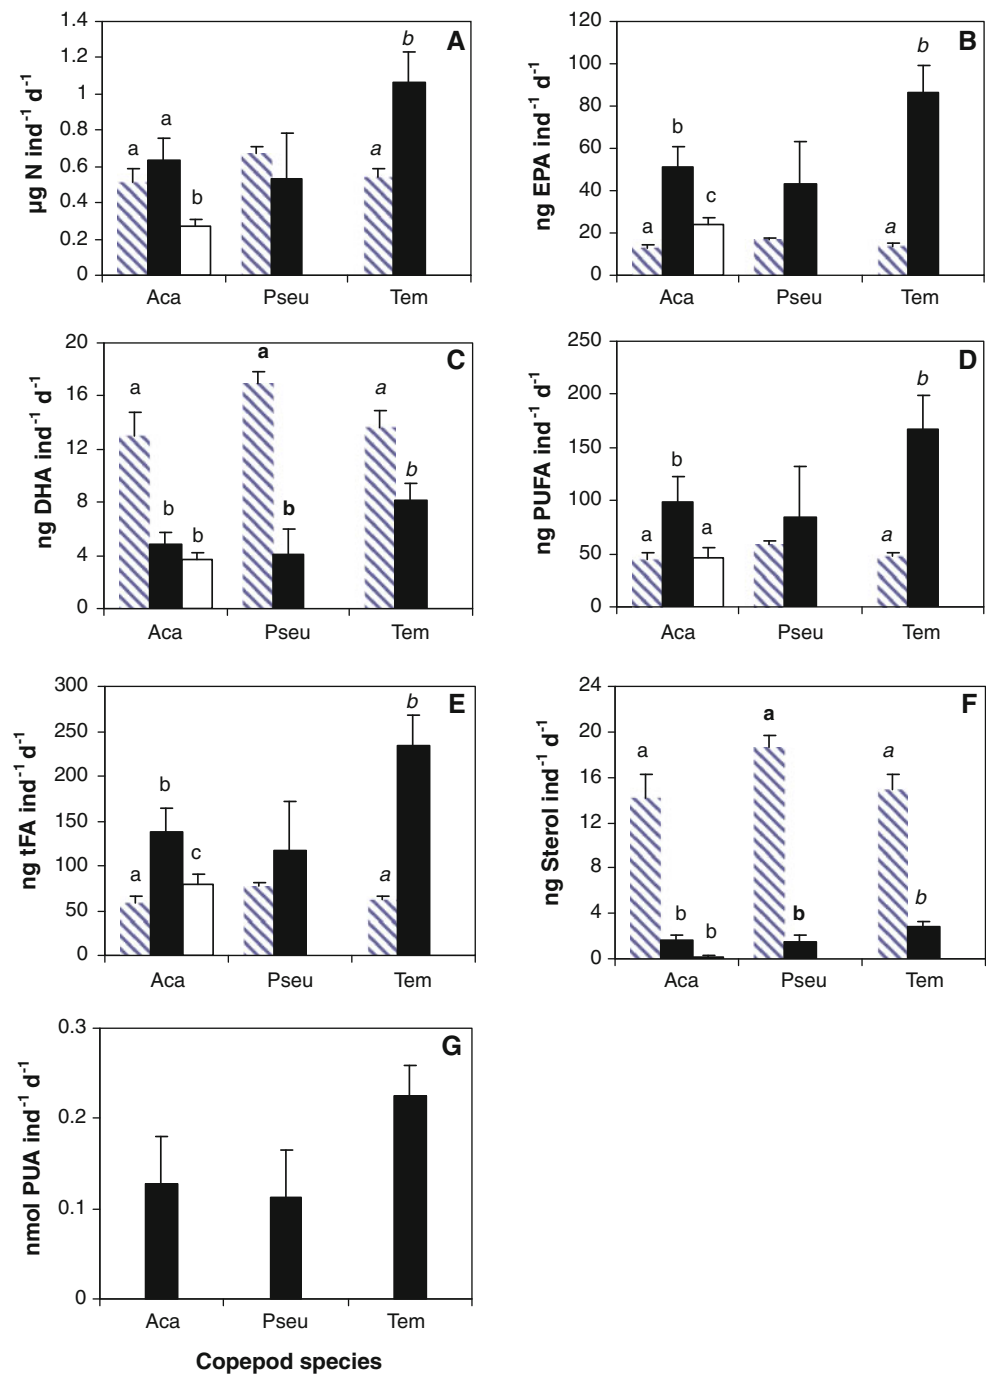 A
µg N ind-1 d-1
1.4
1.2
1
0.8
0.6
0.4
0.2
0
a
a
b
a
b
Aca Pseu Tem
B
ng EPA ind-1 d-1
120
100
80
60
40
20
0
a
b
c
a
b
Aca Pseu Tem
C
ng DHA ind-1 d-1
20
16
12
8
4
0
a
b
b
a
b
a
b
Aca Pseu Tem
D
ng PUFA ind-1 d-1
250
200
150
100
50
0
a
b
a
a
b
Aca Pseu Tem
E
ng tFA ind-1 d-1
300
250
200
150
100
50
0
a
b
c
a
b
Aca Pseu Tem
F
ng Sterol ind-1 d-1
24
20
16
12
8
4
0
a
b
b
a
b
a
b
Aca Pseu Tem
G
nmol PUA ind-1 d-1
0.3
0.2
0.1
0
Aca Pseu Tem
Copepod species